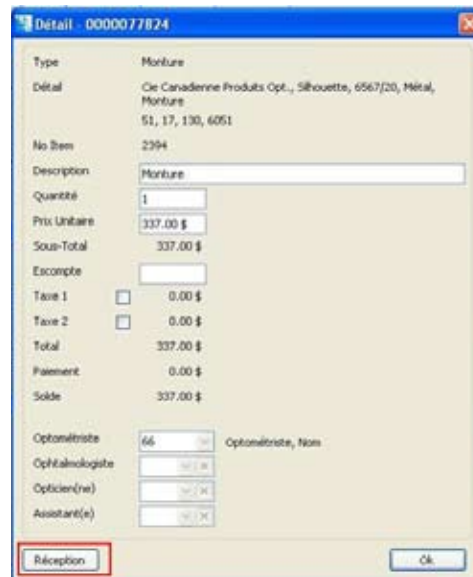 Détail - 0000077824
Type Monture
Détail Cie Canadienne Produits Opt., Silhouette, 6567/20, Métal,
Monture
51, 17, 130, 6051
No Item 2394
Description Monture
Quantité 1
Prix Unitaire 337.00 $
Sous-Total 337.00 $
Escompte
Taxe 1 0.00 $
Taxe 2 0.00 $
Total 337.00 $
Paiement 0.00 $
Solde 337.00 $
Optométriste 66 Optométriste, Nom
Ophtalmologiste
Opticien(ne)
Assistant(e)
Réception Ok